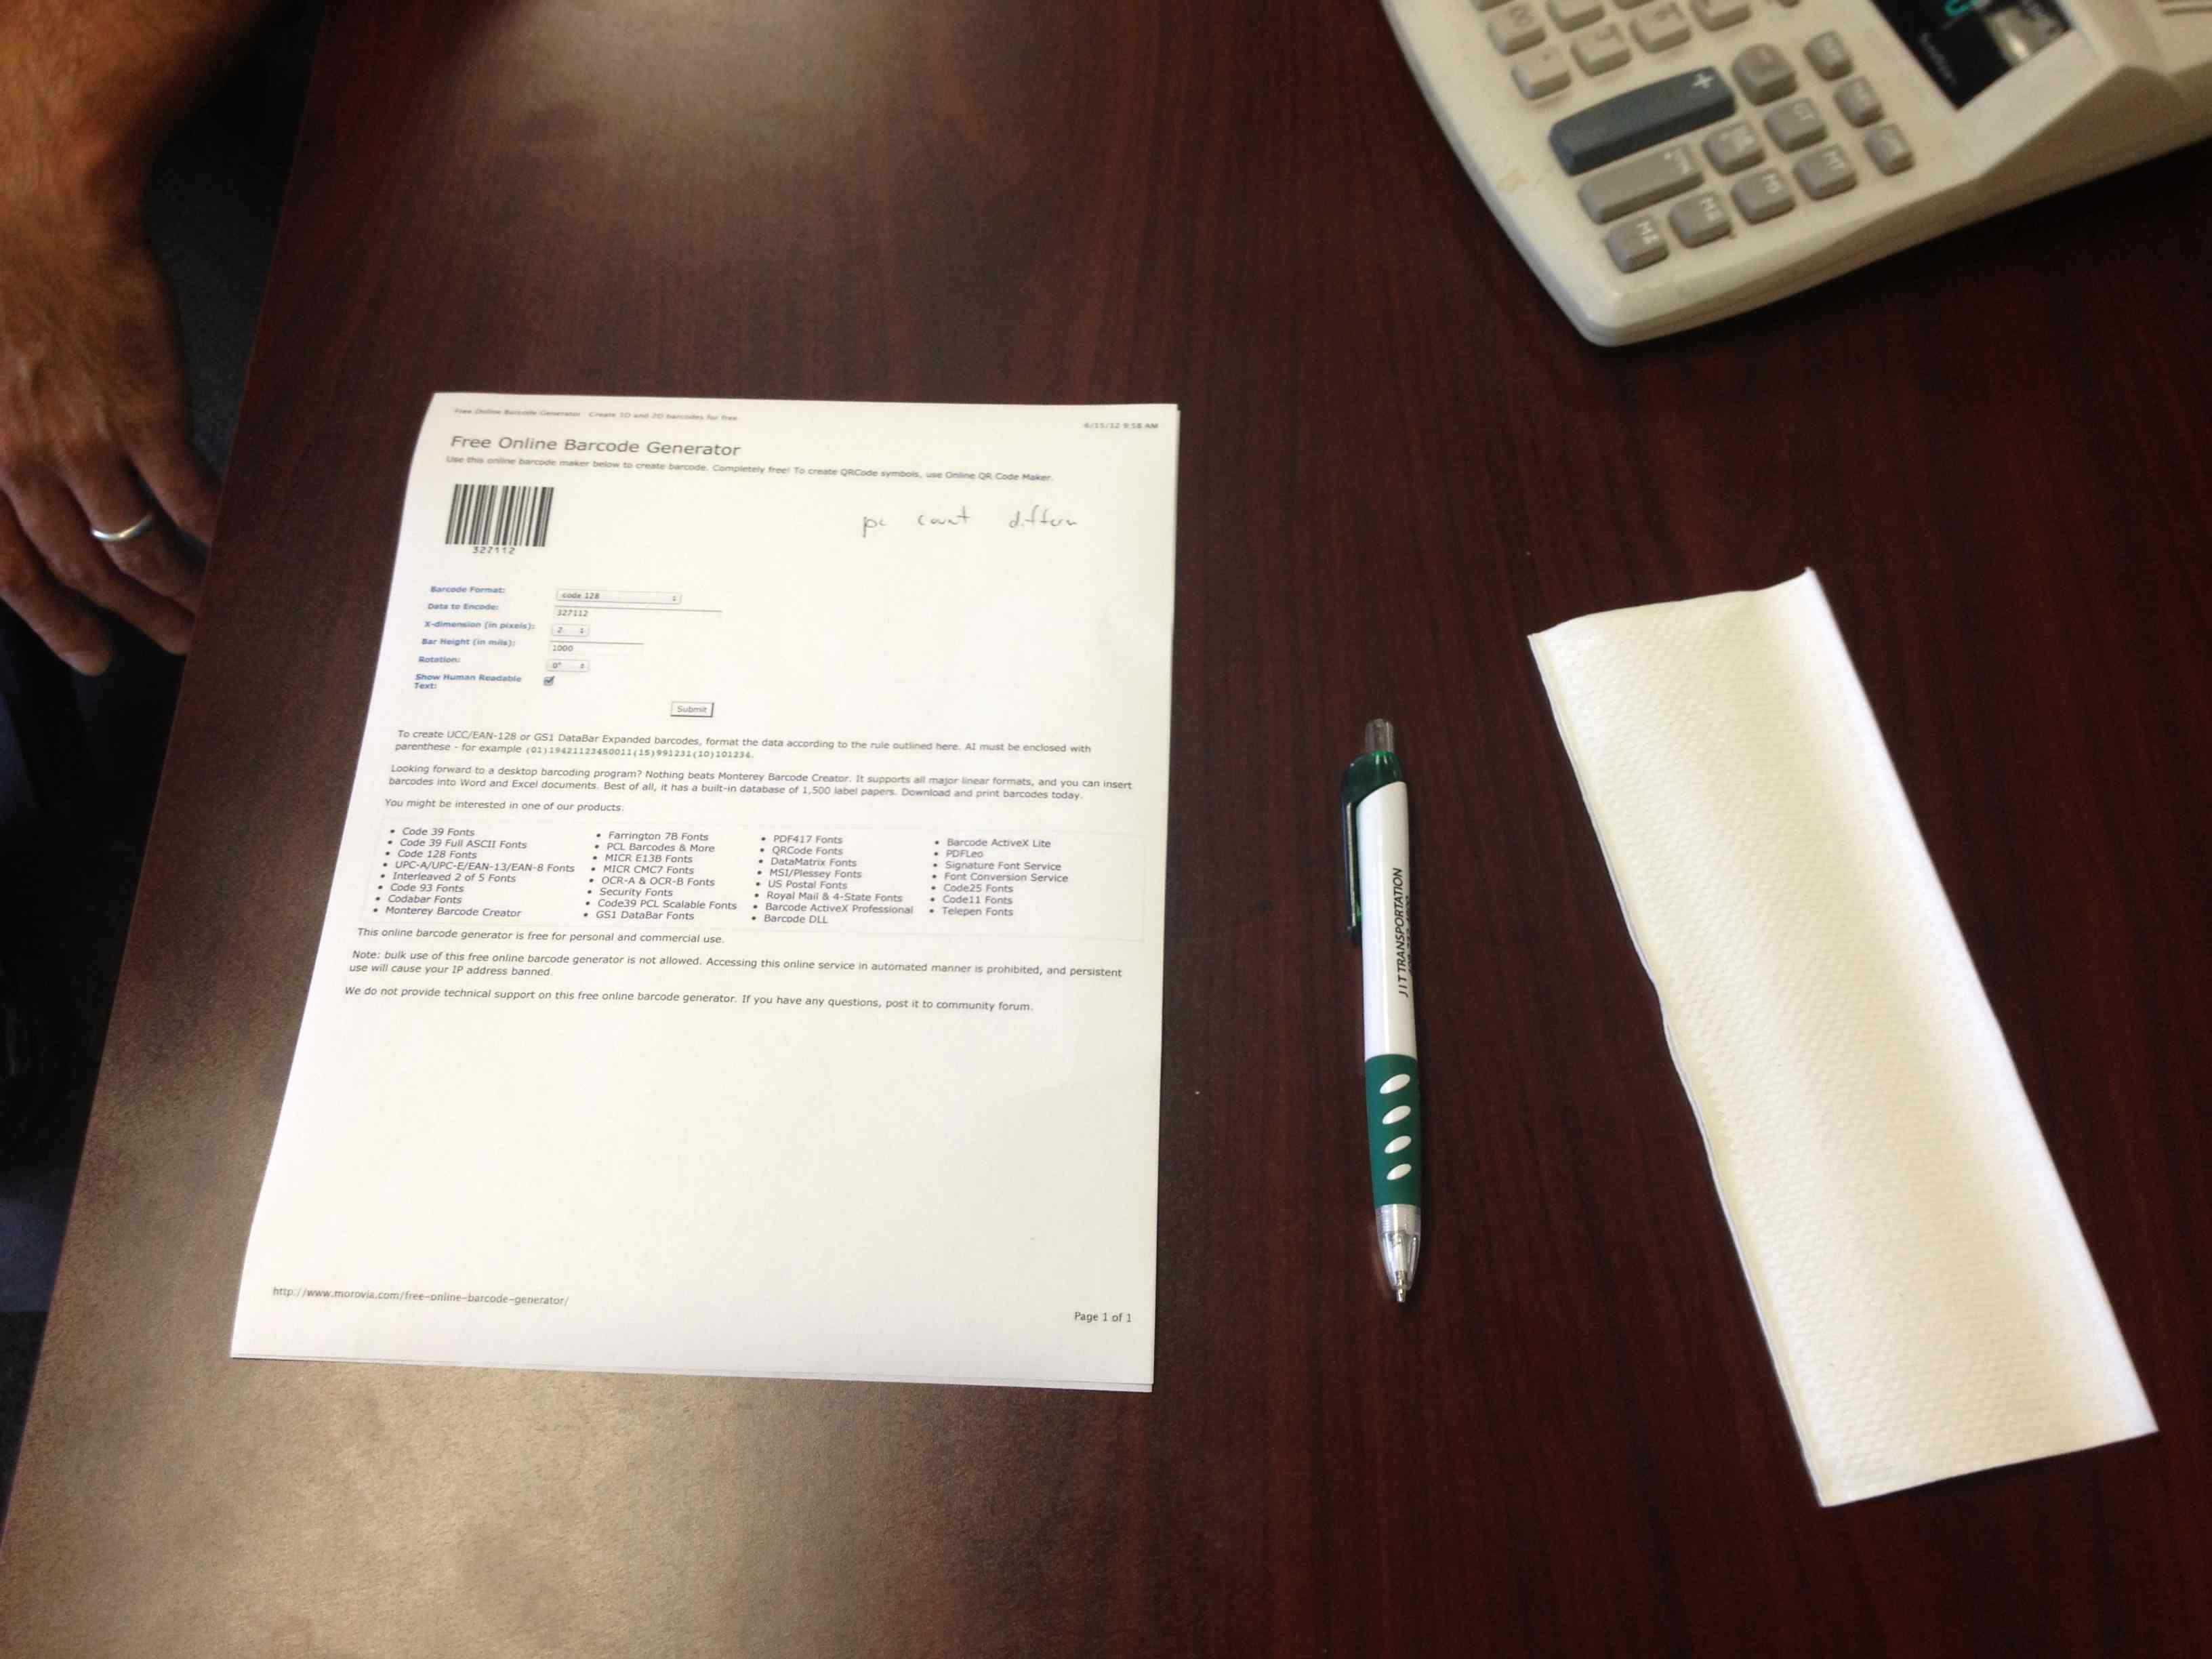 Free Online Barcode Generator - Create 1D and 2D barcodes for free.
6/15/12 9:58 AM
Free Online Barcode Generator
Use this online barcode maker below to create barcode. Completely free! To create QRCode symbols, use Online QR Code Maker.
327112
pc count differn
Barcode Format: code 128
Data to Encode: 327112
X-dimension (in pixels): 2
Bar Height (in mils): 1000
Rotation: 0°
Show Human Readable
Text:
Submit
To create UCC/EAN-128 or GS1 DataBar Expanded barcodes, format the data according to the rule outlined here. AI must be enclosed with
parenthese - for example (01)19421123450011(15)991231(10)101234.
Looking forward to a desktop barcoding program? Nothing beats Monterey Barcode Creator. It supports all major linear formats, and you can insert
barcodes into Word and Excel documents. Best of all, it has a built-in database of 1,500 label papers. Download and print barcodes today.
You might be interested in one of our products.
• Code 39 Fonts
• Code 39 Full ASCII Fonts
• Code 128 Fonts
• UPC-A/UPC-E/EAN-13/EAN-8 Fonts
• Interleaved 2 of 5 Fonts
• Code 93 Fonts
• Codabar Fonts
• Monterey Barcode Creator
• Farrington 7B Fonts
• PCL Barcodes & More
• MICR E13B Fonts
• MICR CMC7 Fonts
• OCR-A & OCR-B Fonts
• Security Fonts
• Code39 PCL Scalable Fonts
• GS1 DataBar Fonts
• PDF417 Fonts
• QRCode Fonts
• DataMatrix Fonts
• MSI/Plessey Fonts
• US Postal Fonts
• Royal Mail & 4-State Fonts
• Barcode ActiveX Professional
• Barcode DLL
• Barcode ActiveX Lite
• PDFLeo
• Signature Font Service
• Font Conversion Service
• Code25 Fonts
• Code11 Fonts
• Telepen Fonts
This online barcode generator is free for personal and commercial use.
Note: bulk use of this free online barcode generator is not allowed. Accessing this online service in automated manner is prohibited, and persistent
use will cause your IP address banned.
We do not provide technical support on this free online barcode generator. If you have any questions, post it to community forum.
http://www.morovia.com/free-online-barcode-generator/
Page 1 of 1
JIT TRANSPORTATION
+
GT